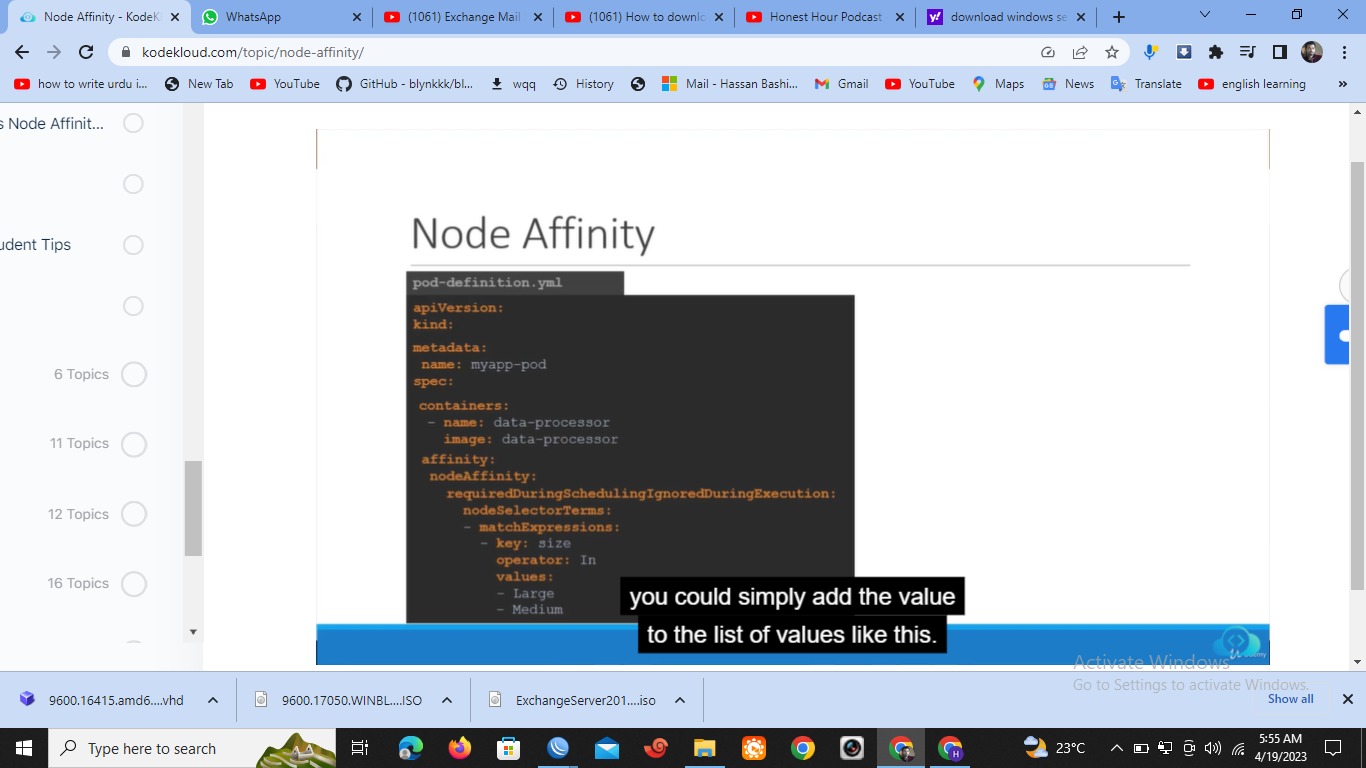 Node Affinity - KodeK
WhatsApp
(1061) Exchange Mail
(1061) How to downlo
Honest Hour Podcast
download windows se
kodekloud.com/topic/node-affinity/
how to write urdu i...
New Tab
YouTube
GitHub - blynkkk/bl...
wqq
History
Mail - Hassan Bashi...
Gmail
YouTube
Maps
News
Translate
english learning
s Node Affinit...
udent Tips
6 Topics
11 Topics
12 Topics
16 Topics
Node Affinity
pod-definition.yml
apiVersion:
kind:
metadata:
name: myapp-pod
spec:
containers:
- name: data-processor
image: data-processor
affinity:
nodeAffinity:
requiredDuringSchedulingIgnoredDuringExecution:
nodeSelectorTerms:
- matchExpressions:
- key: size
operator: In
values:
- Large
- Medium
you could simply add the value
to the list of values like this.
Activate Windows
Go to Settings to activate Windows.
9600.16415.amd6....vhd
9600.17050.WINBL....ISO
ExchangeServer201....iso
Show all
Type here to search
23°C
5:55 AM
4/19/2023